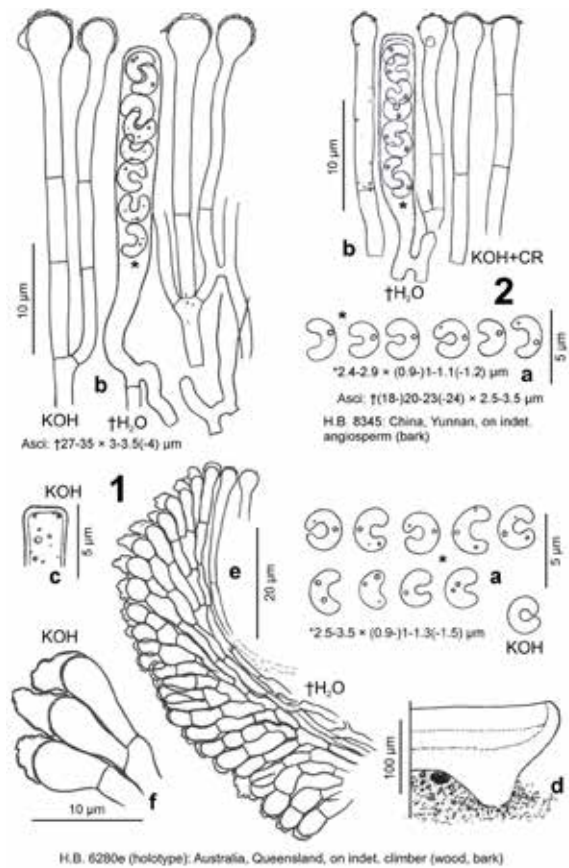 10 µm
b
KOH
†H₂O
*
Asci: †27-35 × 3-3.5(-4) µm
10 µm
b
*
†H₂O
KOH+CR
2
*
a
5 µm
*2.4-2.9 × (0.9-)1-1.1(-1.2) µm
Asci: †(18-)20-23(-24) × 2.5-3.5 µm
H.B. 8345: China, Yunnan, on indet.
angiosperm (bark)
1
KOH
c
5 µm
e
20 µm
†H₂O
*
a
5 µm
*2.5-3.5 × (0.9-)1-1.3(-1.5) µm
KOH
KOH
f
10 µm
100 µm
d
H.B. 6280e (holotype): Australia, Queensland, on indet. climber (wood, bark)